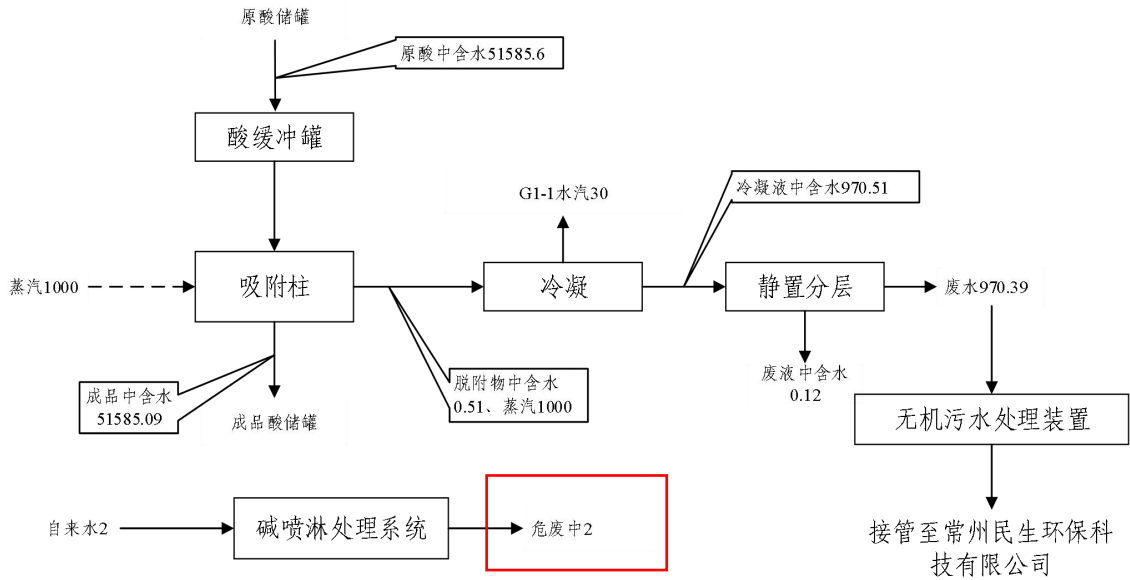 原酸储罐
原酸中含水51585.6
酸缓冲罐
G1-1水汽30
冷凝液中含水970.51
蒸汽1000
吸附柱
冷凝
静置分层
废水970.39
成品中含水
51585.09
成品酸储罐
脱附物中含水
0.51、蒸汽1000
废液中含水
0.12
无机污水处理装置
自来水2
碱喷淋处理系统
危废中2
接管至常州民生环保科
技有限公司